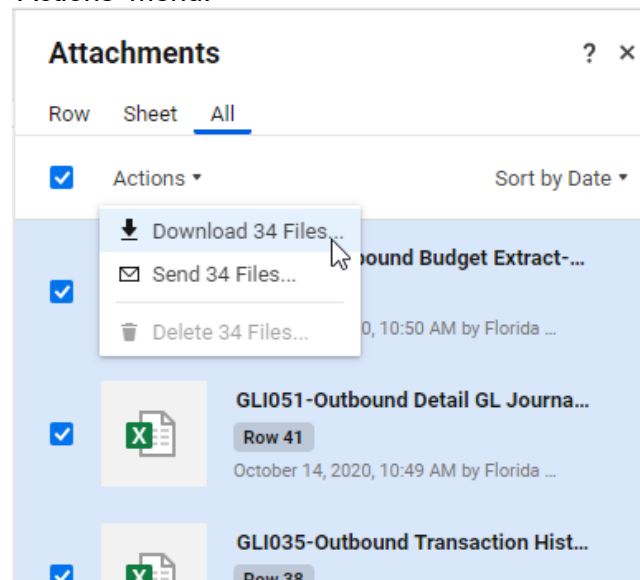 Attachments ? ×
Row Sheet All
Actions Sort by Date
Download 34 Files...
ound Budget Extract-...
Send 34 Files...
0, 10:50 AM by Florida ...
Delete 34 Files...
GLI051-Outbound Detail GL Journa...
Row 41
October 14, 2020, 10:49 AM by Florida ...
GLI035-Outbound Transaction Hist...
Row 38